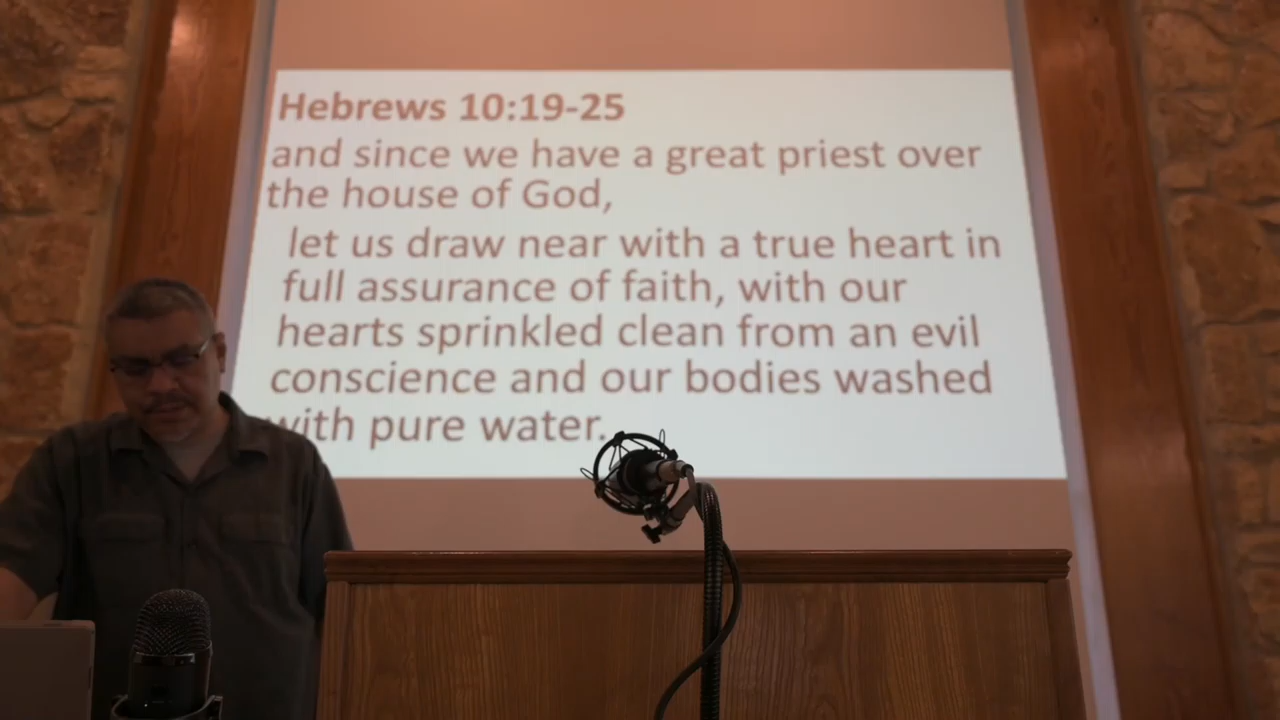 Hebrews 10:19-25
and since we have a great priest over
the house of God,
let us draw near with a true heart in
full assurance of faith, with our
hearts sprinkled clean from an evil
conscience and our bodies washed
with pure water.